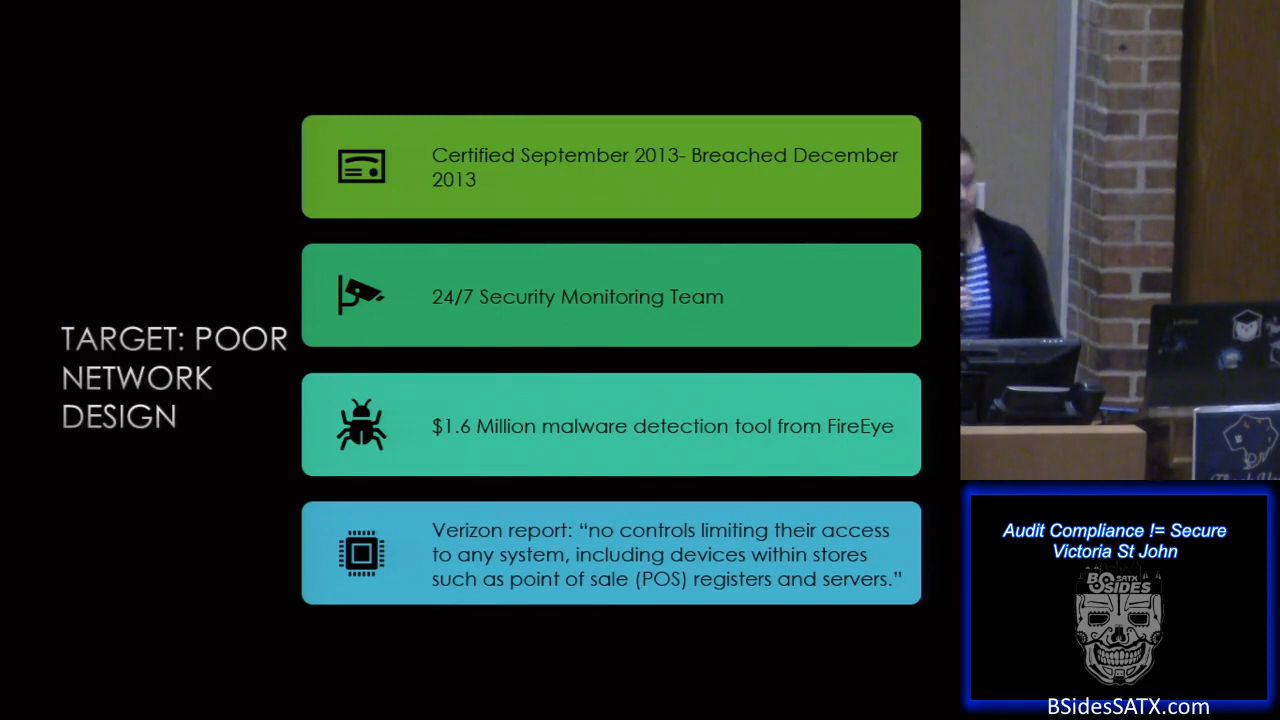 TARGET: POOR
NETWORK
DESIGN
Certified September 2013- Breached December
2013
24/7 Security Monitoring Team
$1.6 Million malware detection tool from FireEye
Verizon report: “no controls limiting their access
to any system, including devices within stores
such as point of sale (POS) registers and servers.”
Audit Compliance != Secure
Victoria St John
BSIDES
SATX
BSidesSATX.com